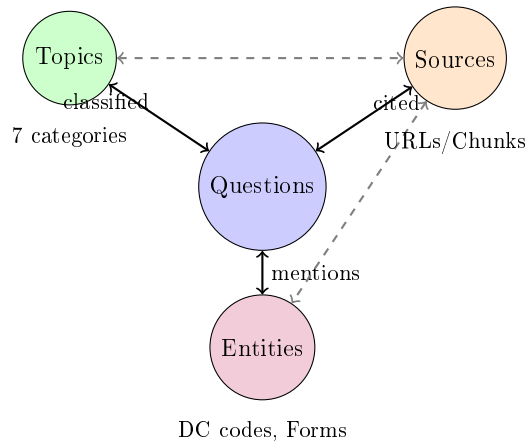 Topics
Sources
classified
cited
7 categories
URLs/Chunks
Questions
mentions
Entities
DC codes, Forms